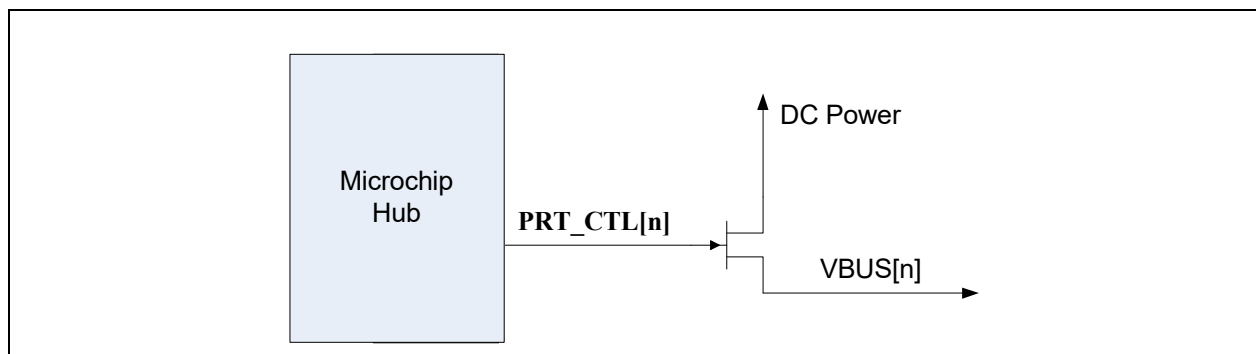 DC Power
Microchip
Hub
PRT_CTL[n]
VBUS[n]